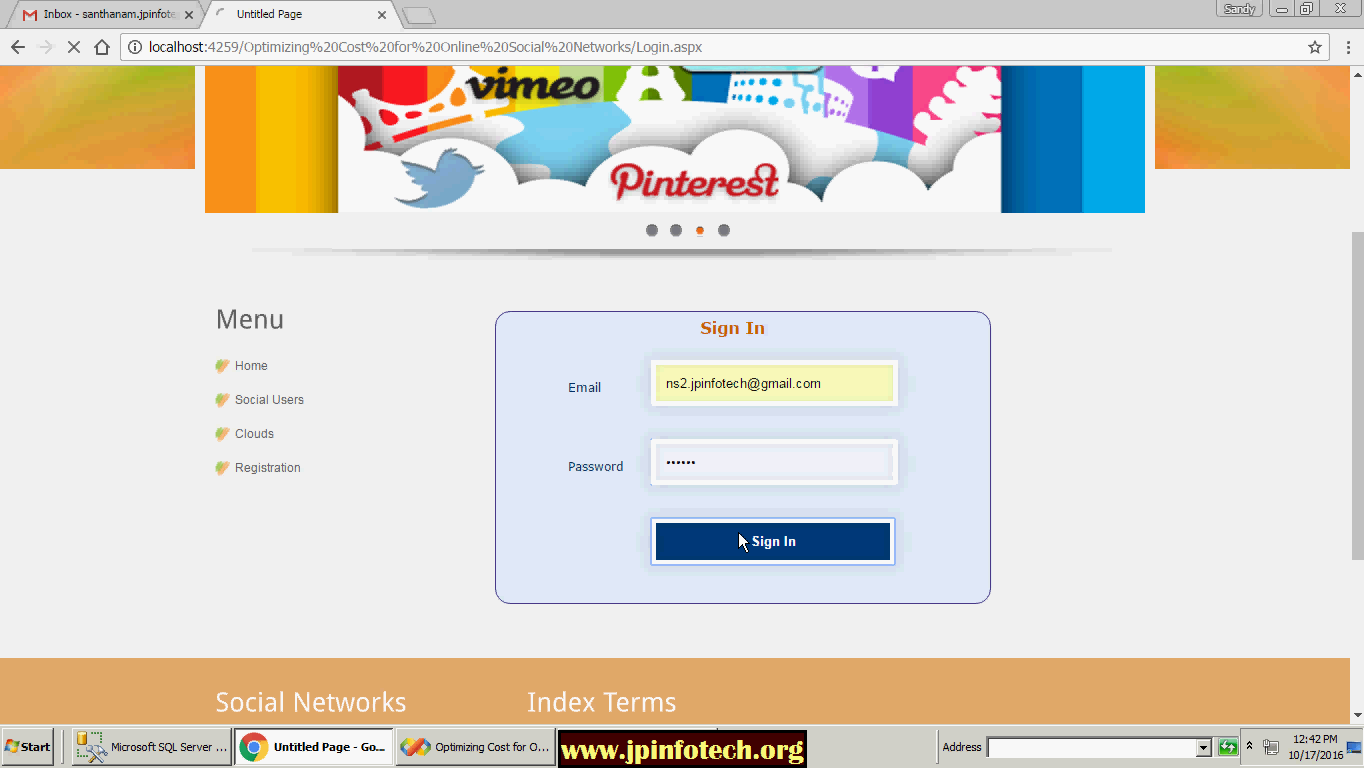 Inbox - santhanam.jpinfote
Untitled Page
Sandy
localhost:4259/Optimizing%20Cost%20for%20Online%20Social%20Networks/Login.aspx
vimeo
Pinterest
Menu
Home
Social Users
Clouds
Registration
Sign In
Email
ns2.jpinfotech@gmail.com
Password
••••••
Sign In
Social Networks
Index Terms
Start
Microsoft SQL Server ...
Untitled Page - Go...
Optimizing Cost for O...
www.jpinfotech.org
Address
12:42 PM
10/17/2016